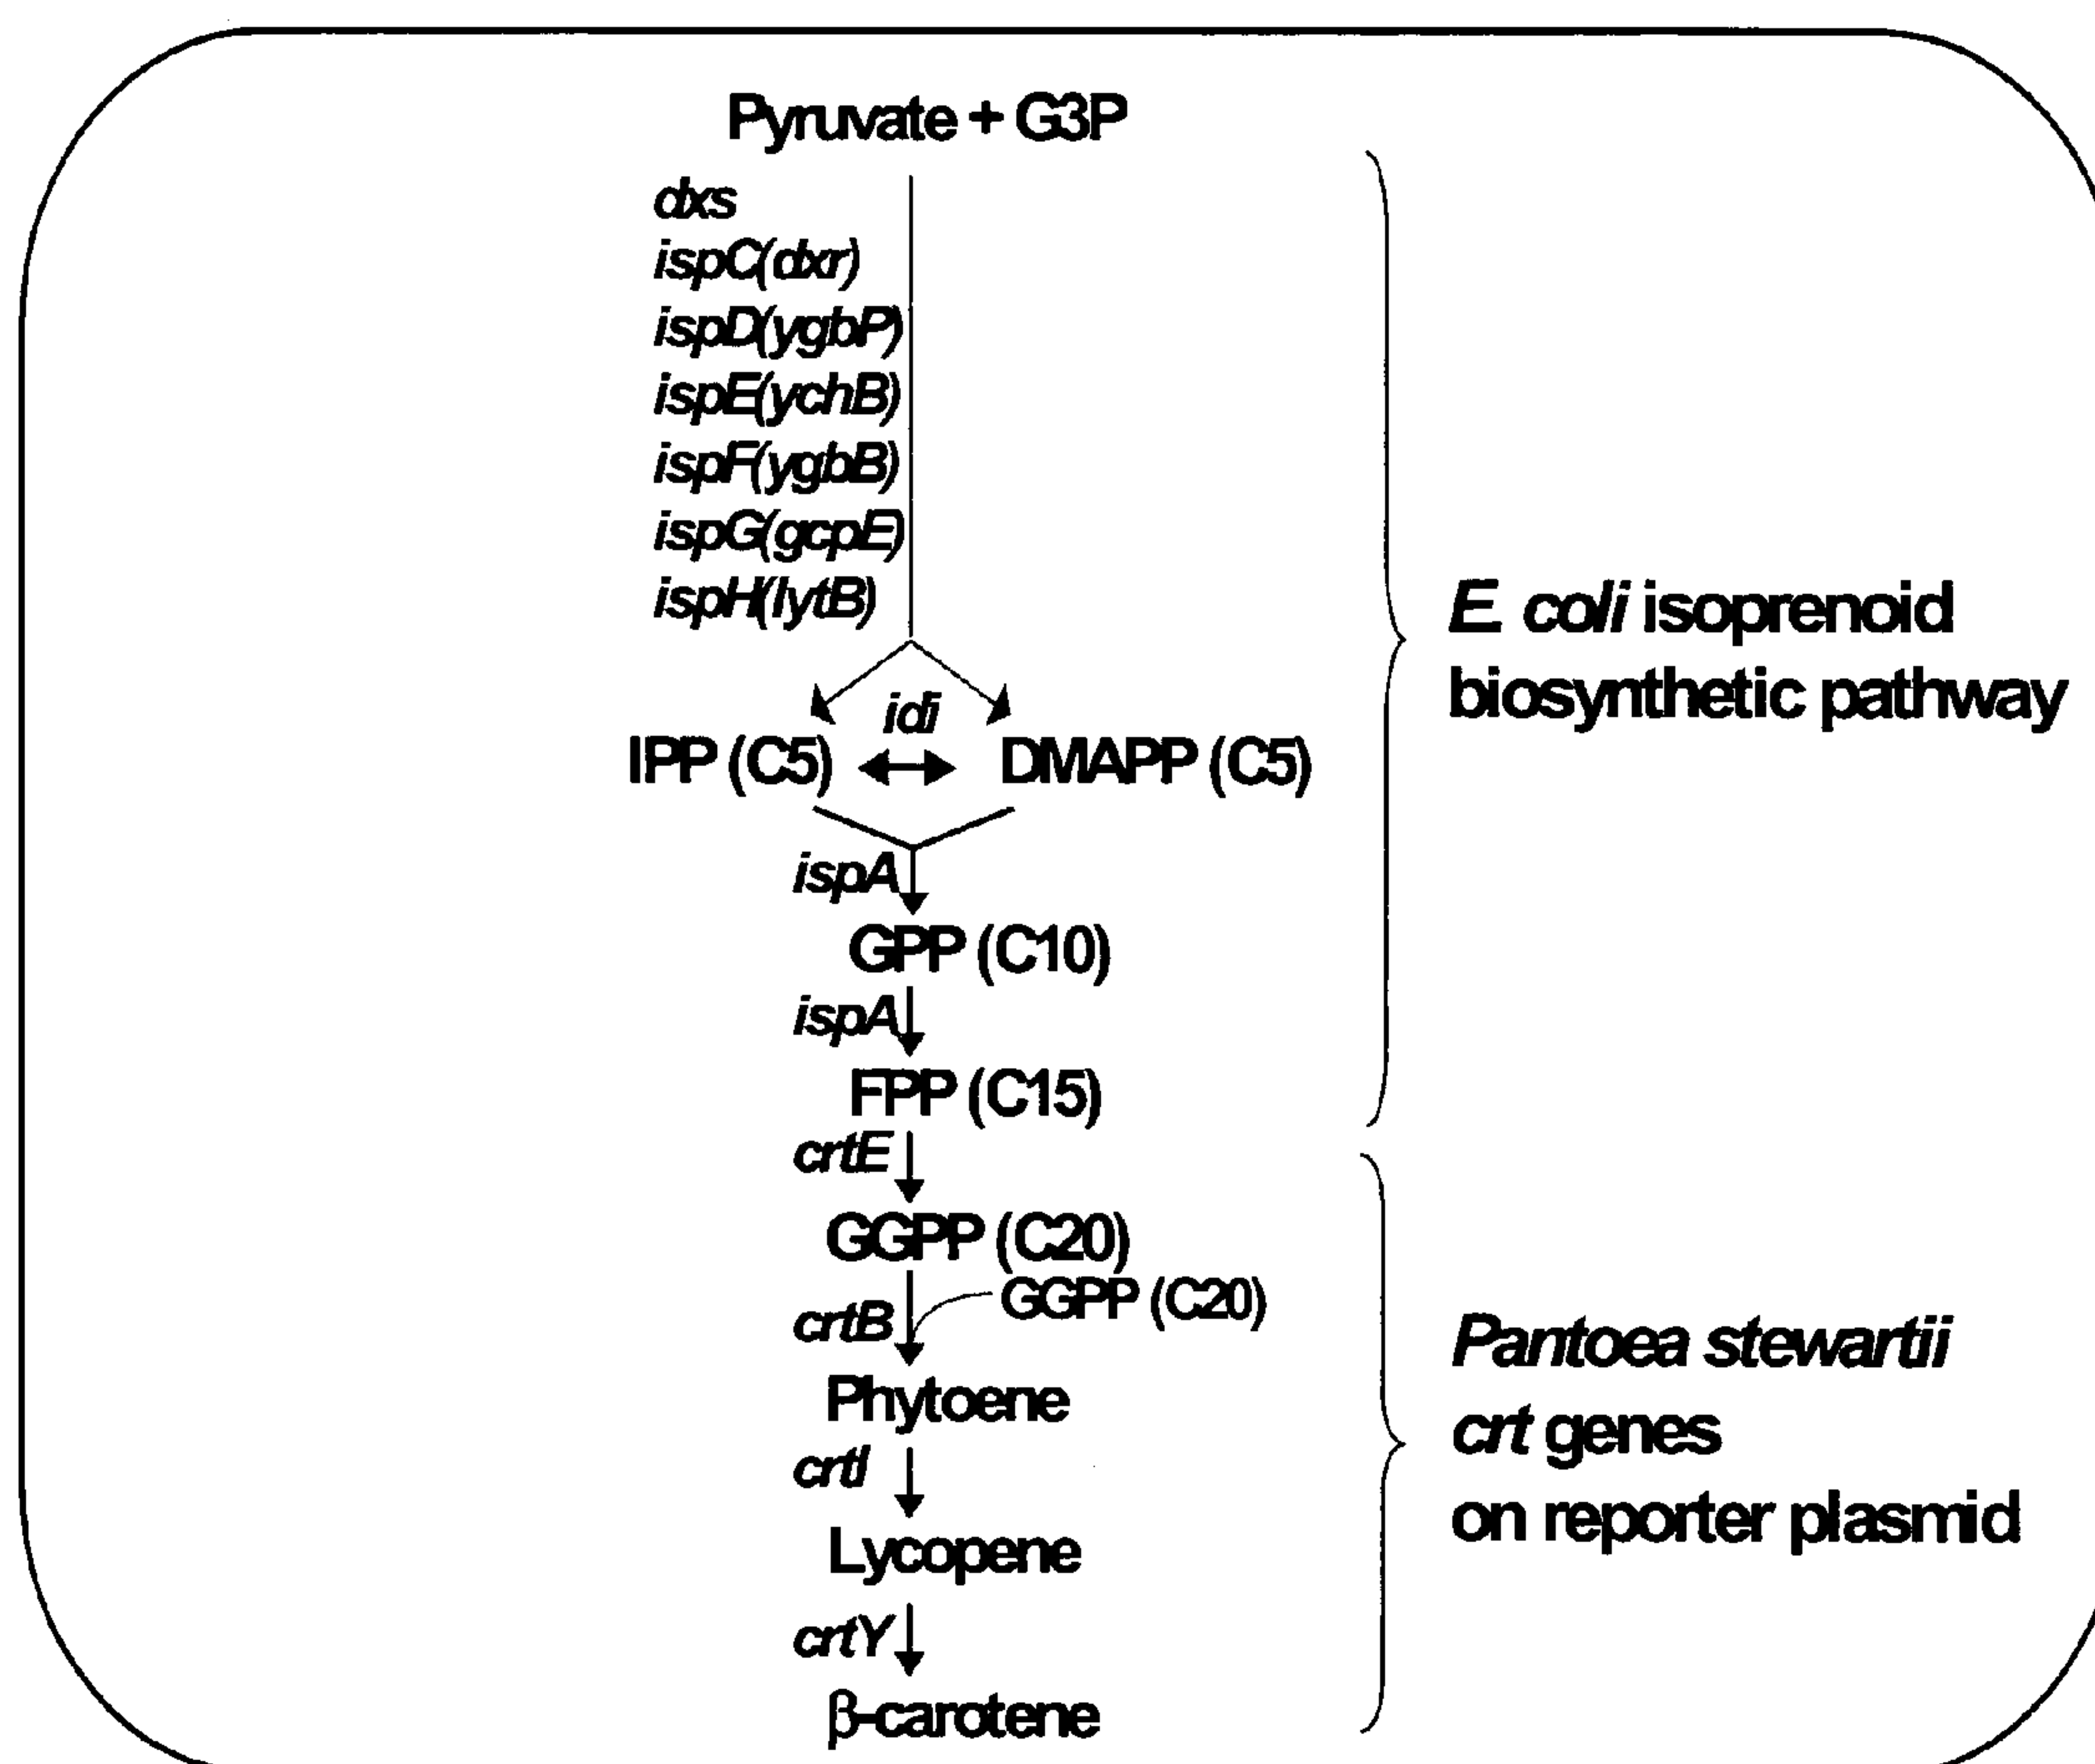 Pyruvate + G3P
dxs
ispC(dxr)
ispD(ygbP)
ispE(ychB)
ispF(ygbB)
ispG(gcpE)
ispH(lytB)
idi
IPP (C5)
DMAPP (C5)
ispA
GPP (C10)
ispA
FPP (C15)
crtE
GGPP (C20)
GGPP (C20)
crtB
Phytoene
crtI
Lycopene
crtY
β-carotene
E. coli isoprenoid
biosynthetic pathway
Pantoea stewartii
crt genes
on reporter plasmid